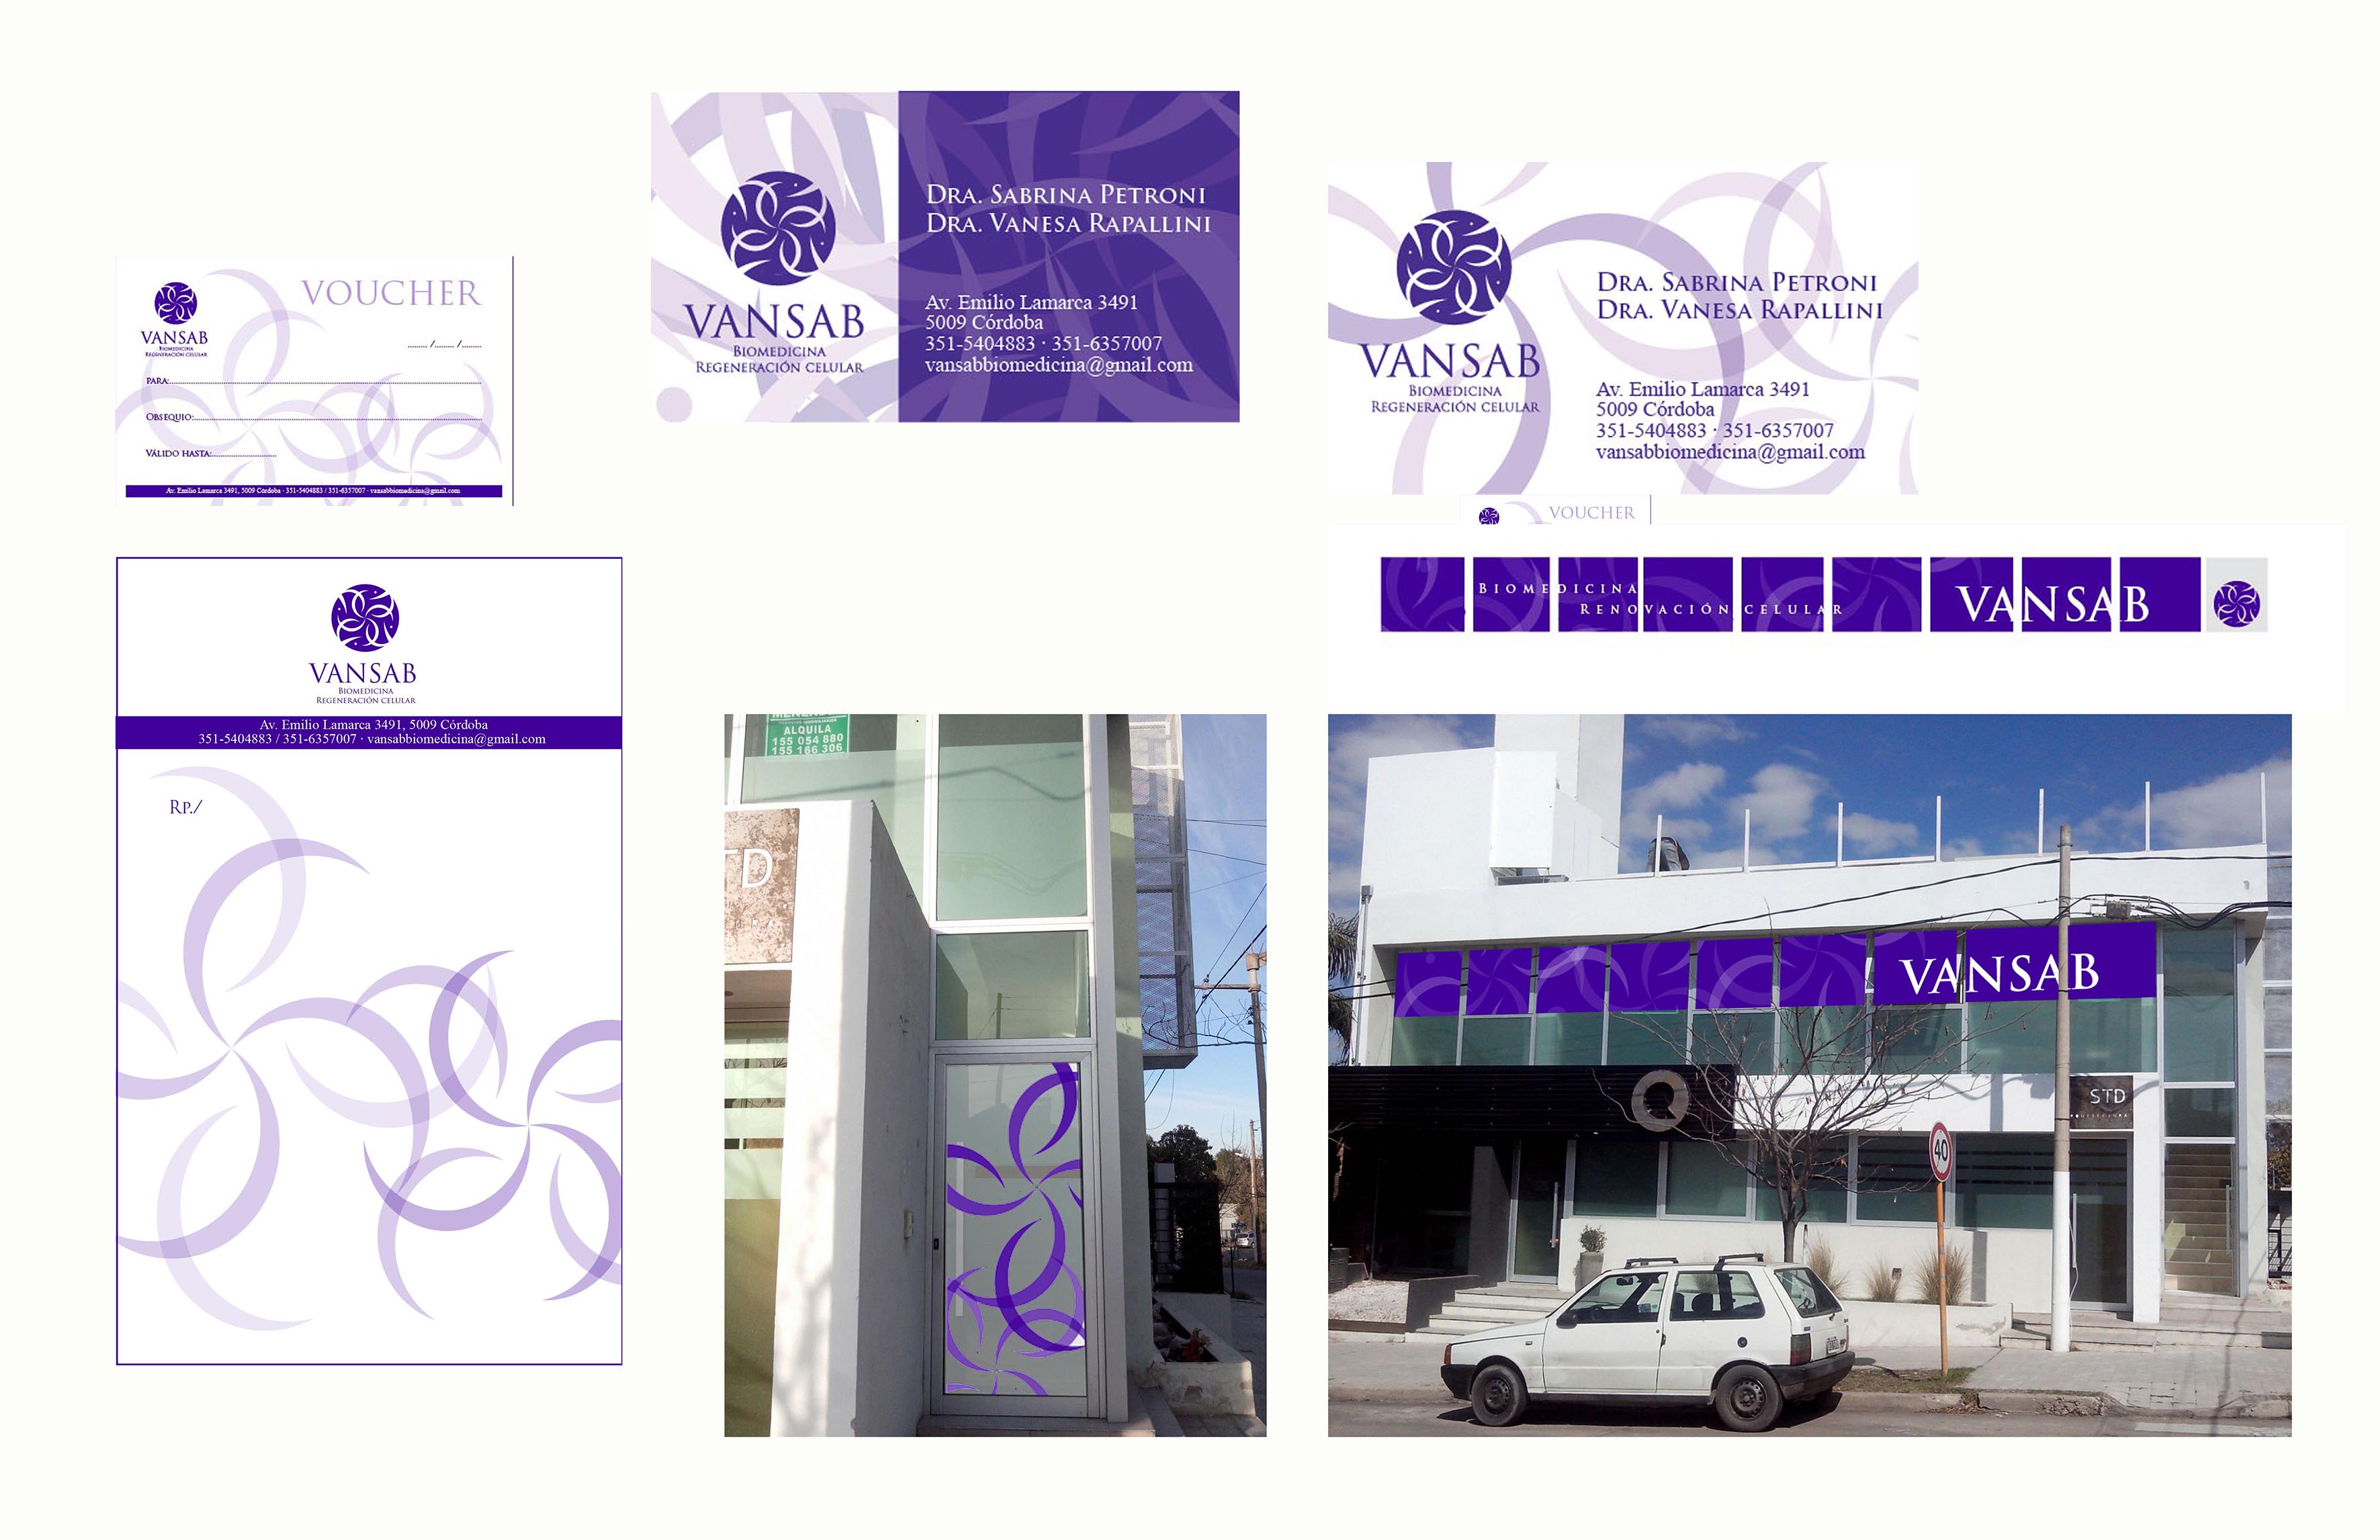 VANSAB
BIOMEDICINA
REGENERACIÓN CELULAR
VOUCHER
........ /........ /........
PARA:
OBSEQUIO:
VÁLIDO HASTA:
Av. Emilio Lamarca 3491, 5009 Cordoba · 351-5404883 / 351-6357007 · vansabbiomedicina@gmail.com
VANSAB
BIOMEDICINA
REGENERACIÓN CELULAR
DRA. SABRINA PETRONI
DRA. VANESA RAPALLINI
Av. Emilio Lamarca 3491
5009 Córdoba
351-5404883 · 351-6357007
vansabbiomedicina@gmail.com
VANSAB
BIOMEDICINA
REGENERACIÓN CELULAR
DRA. SABRINA PETRONI
DRA. VANESA RAPALLINI
Av. Emilio Lamarca 3491
5009 Córdoba
351-5404883 · 351-6357007
vansabbiomedicina@gmail.com
VOUCHER
BIOMEDICINA
RENOVACIÓN CELULAR
VANSAB
VANSAB
BIOMEDICINA
REGENERACIÓN CELULAR
Av. Emilio Lamarca 3491, 5009 Córdoba
351-5404883 / 351-6357007 · vansabbiomedicina@gmail.com
RP./
ALQUILA
155 054 880
155 166 306
TD
VANSAB
Q
STD
40